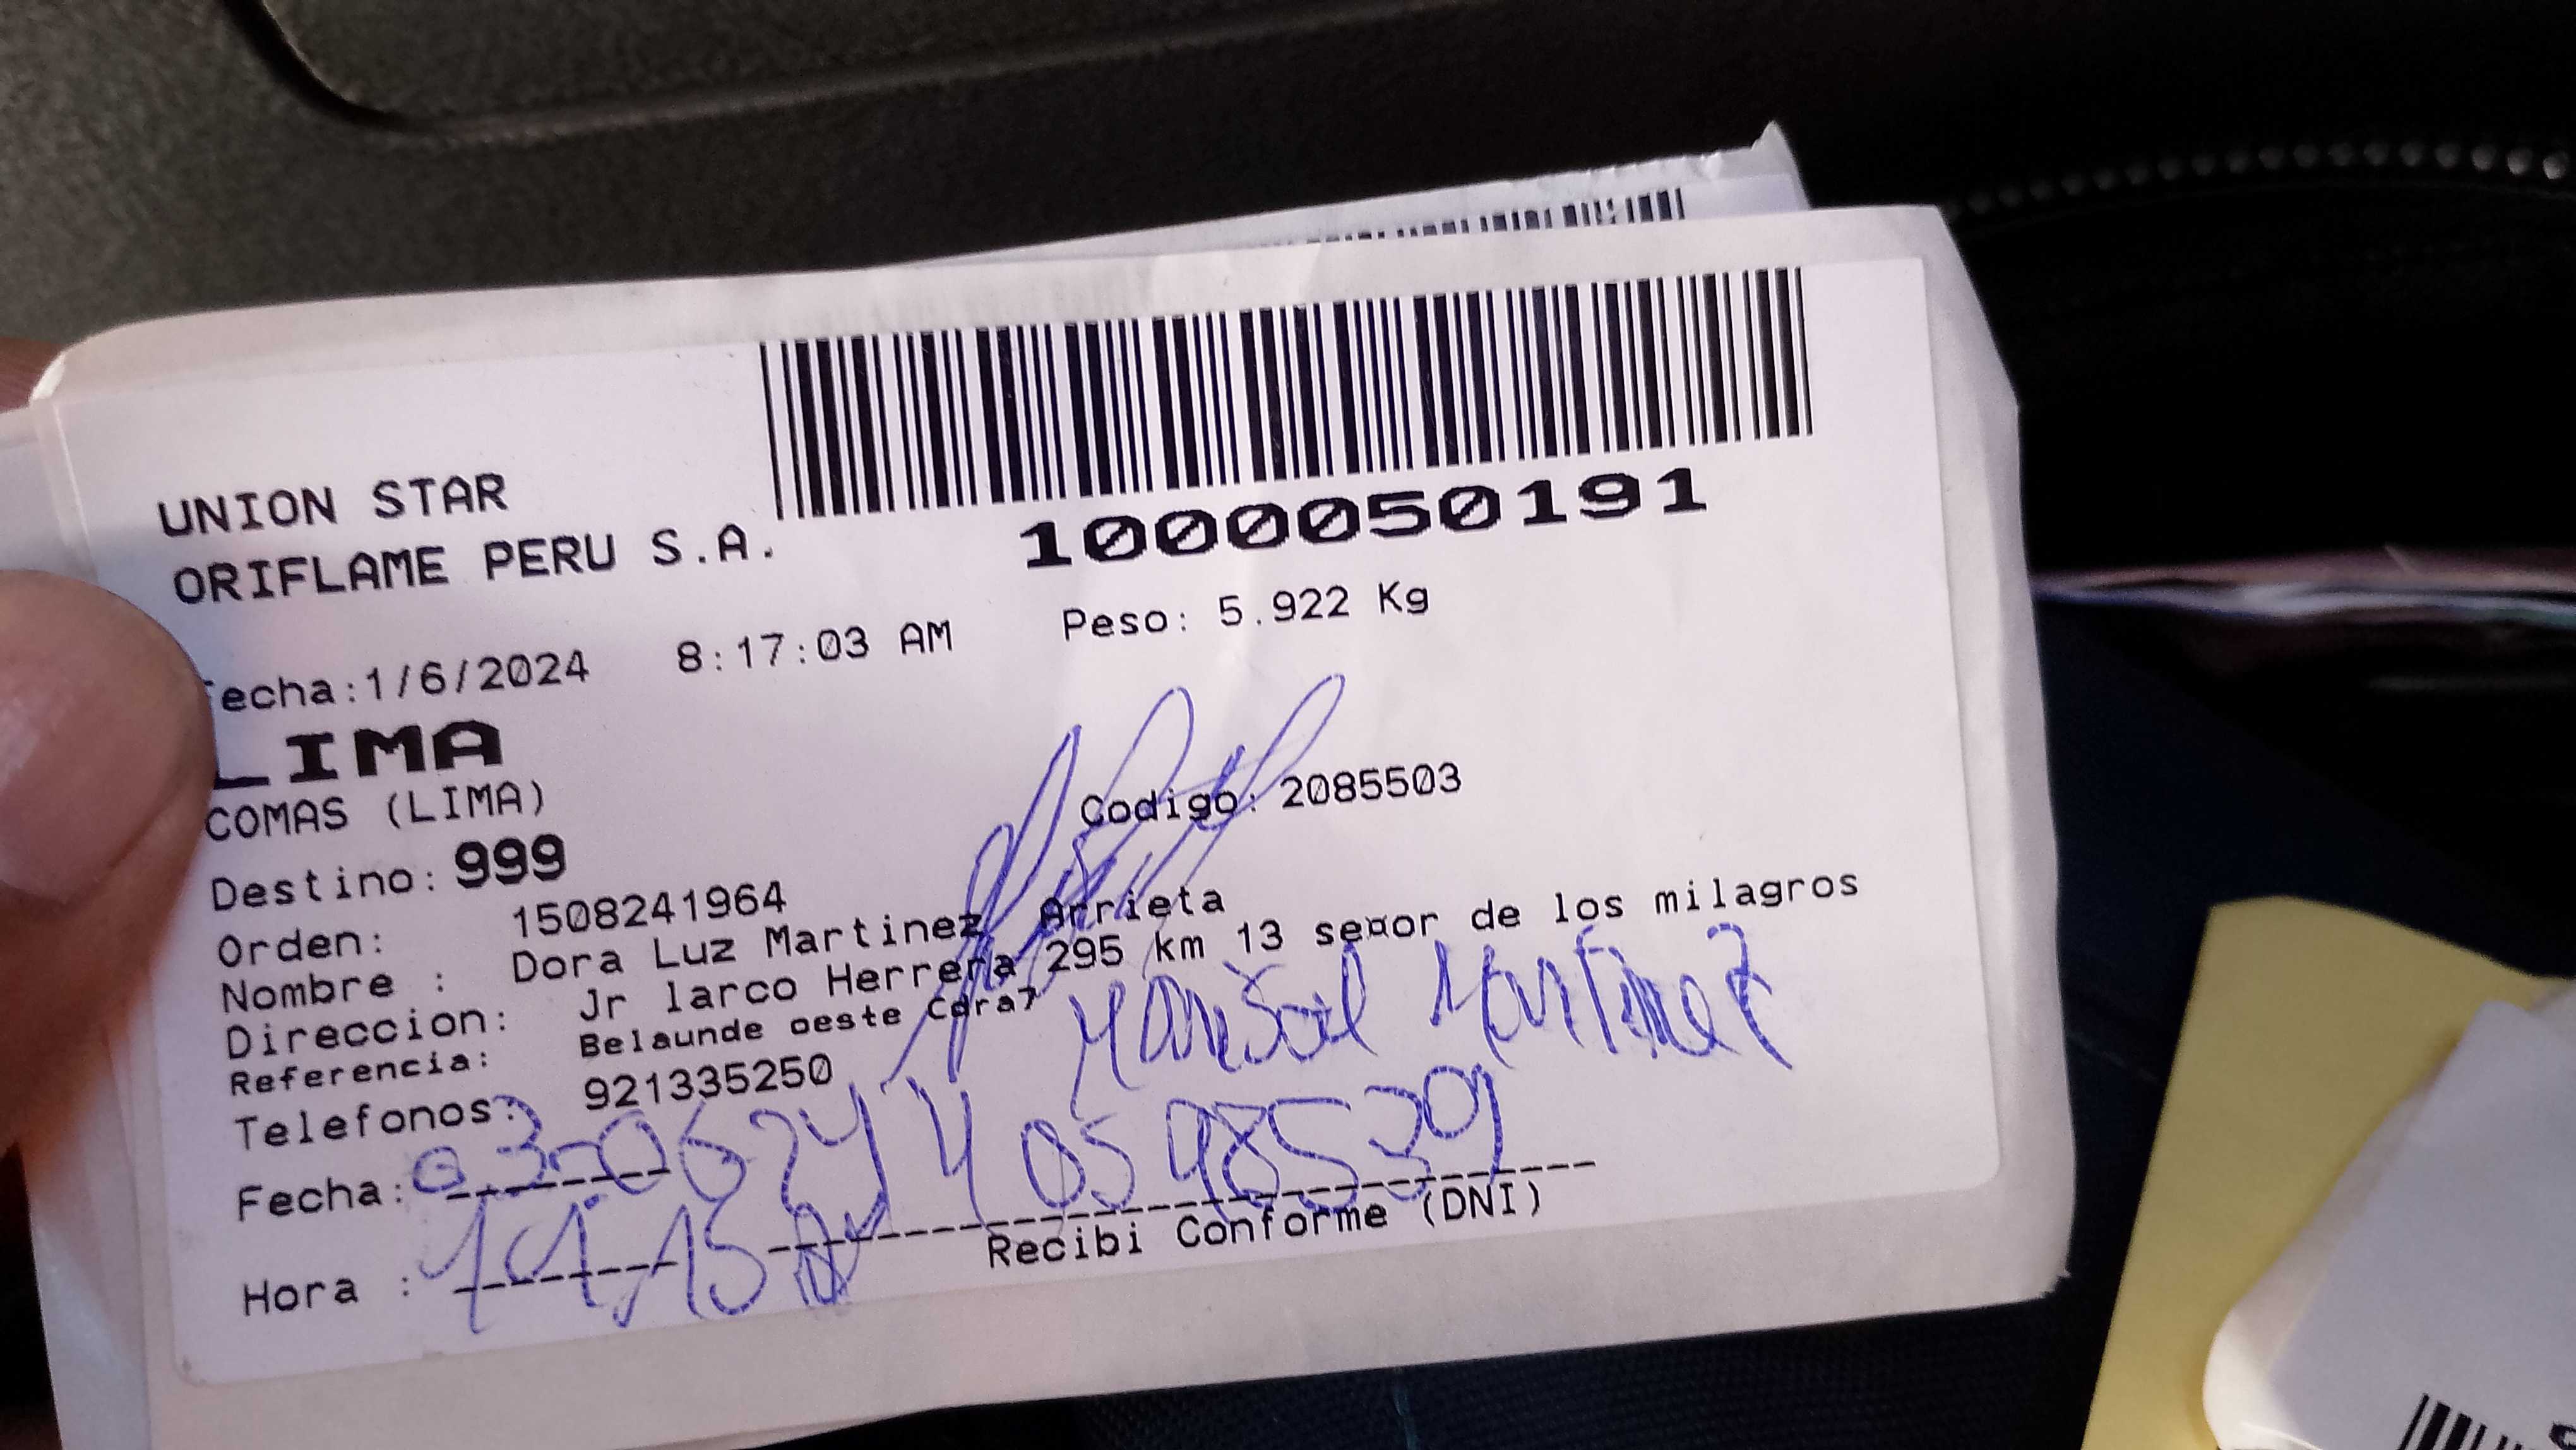 UNION STAR
ORIFLAME PERU S.A.
1000050191
Fecha:1/6/2024 8:17:03 AM Peso: 5.922 Kg
LIMA
COMAS (LIMA) Codigo: 2085503
Destino: 999
Orden: 1508241964
Nombre : Dora Luz Martinez Arrieta
Direccion: Jr larco Herrera 295 km 13 se¤or de los milagros
Referencia: Belaunde oeste Cdra7
Marisol Martinez
Telefonos: 921335250
Fecha: 03-06 24
Hora :
Recibi Conforme (DNI)